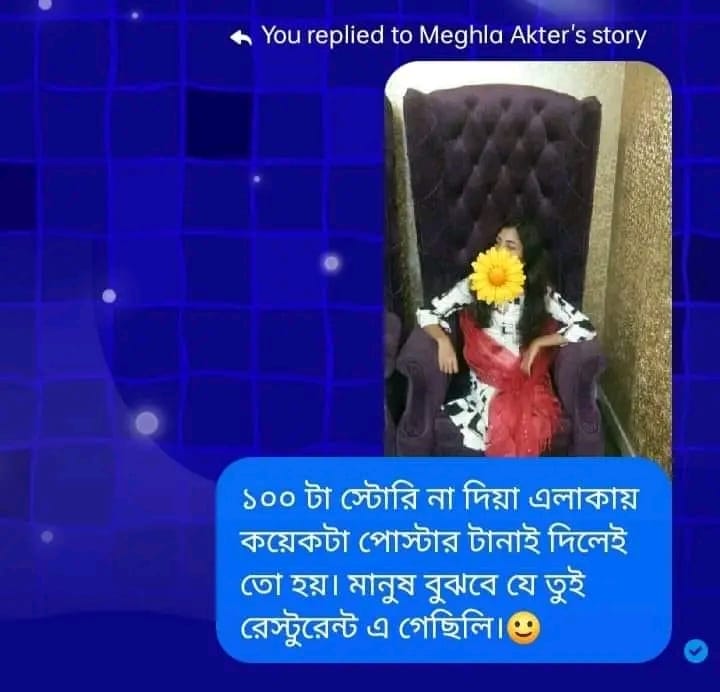 You replied to Meghla Akter's story
১০০ টা স্টোরি না দিয়া এলাকায়
কয়েকটা পোস্টার টানাই দিলেই
তো হয়। মানুষ বুঝবে যে তুই
রেস্টুরেন্ট এ গেছিলি।🙂